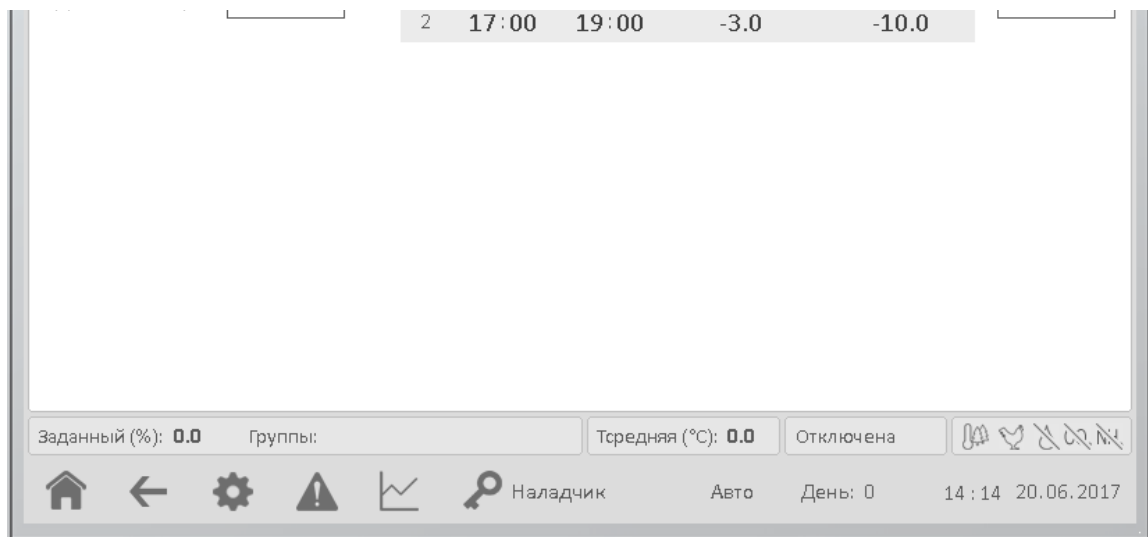 2 17:00 19:00 -3.0 -10.0
Заданный (%): 0.0 Группы: Тсредняя (°C): 0.0 Отключена
Наладчик Авто День: 0 14:14 20.06.2017